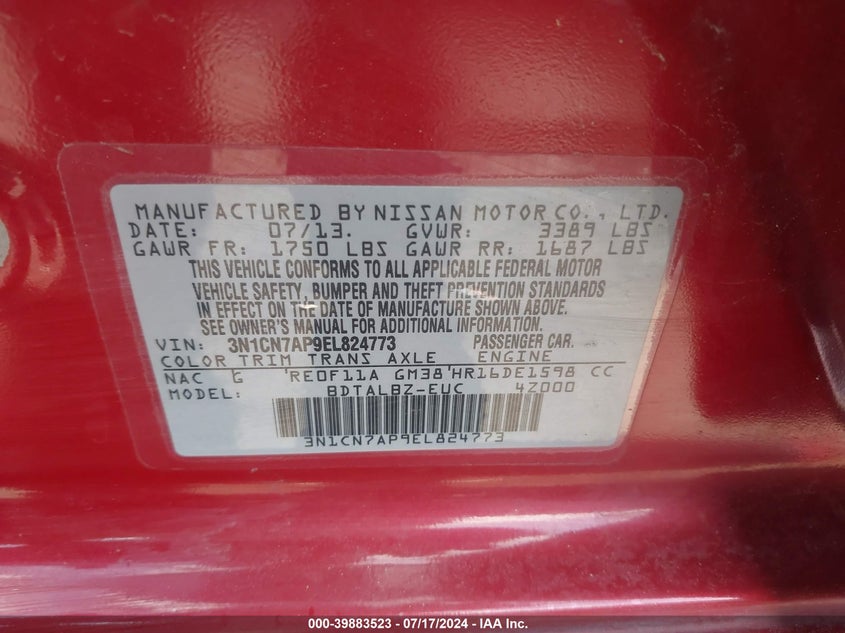 MANUFACTURED BY NISSAN MOTOR CO., LTD.
DATE: 07/13. GVWR: 3389 LBS
GAWR FR: 1750 LBS GAWR RR: 1687 LBS
THIS VEHICLE CONFORMS TO ALL APPLICABLE FEDERAL MOTOR
VEHICLE SAFETY, BUMPER AND THEFT PREVENTION STANDARDS
IN EFFECT ON THE DATE OF MANUFACTURE SHOWN ABOVE.
SEE OWNER'S MANUAL FOR ADDITIONAL INFORMATION.
VIN: 3N1CN7AP9EL824773 PASSENGER CAR.
COLOR TRIM TRANS AXLE ENGINE
NAC G 'RE0F11A GM38'HR16DE1598 CC
MODEL: BDTALBZ-EUC 4Z000
3N1CN7AP9EL824773
000-39883523 - 07/17/2024 - IAA Inc.